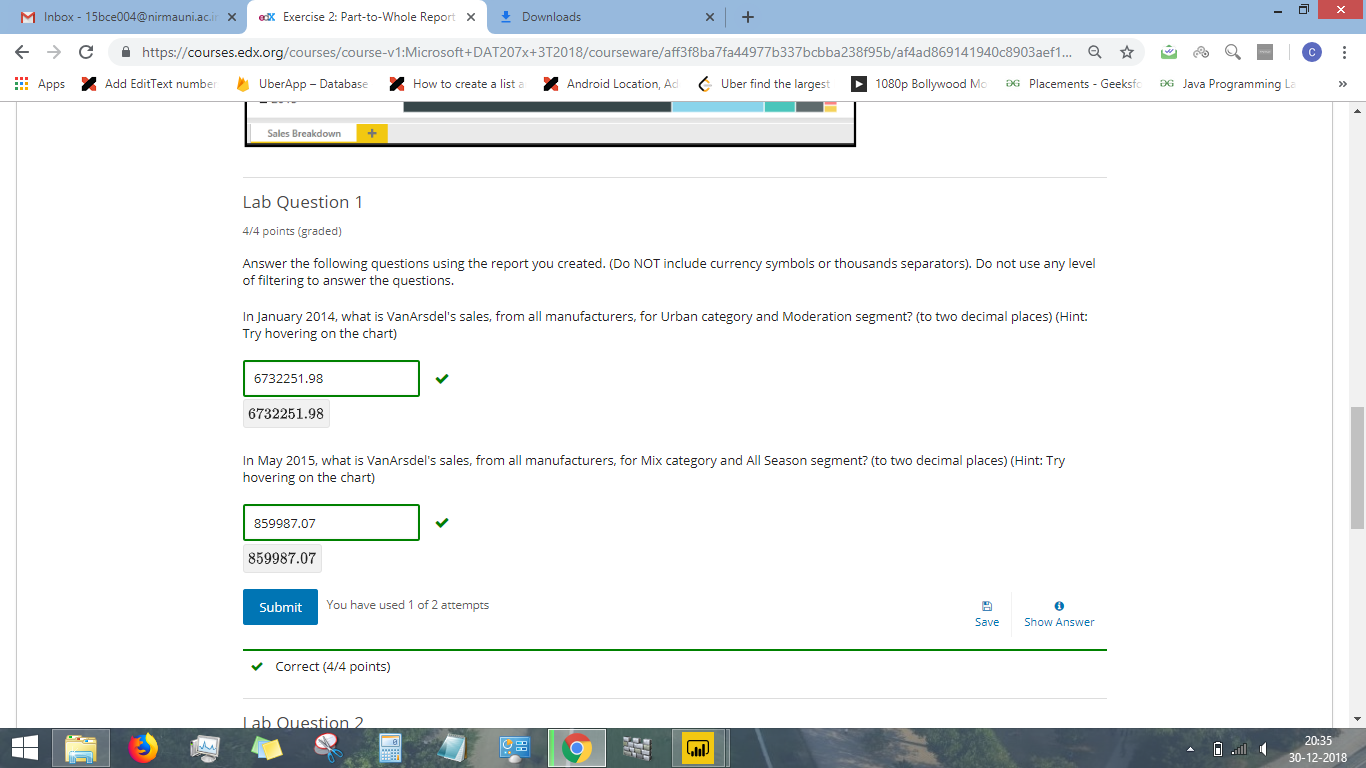 Inbox - 15bce004@nirmauni.ac.in
edX Exercise 2: Part-to-Whole Report
Downloads
https://courses.edx.org/courses/course-v1:Microsoft+DAT207x+3T2018/courseware/aff3f8ba7fa44977b337bcbba238f95b/af4ad869141940c8903aef1...
C
Apps
Add EditText number
UberApp – Database
How to create a list a
Android Location, Ad
Uber find the largest
1080p Bollywood Mo
Placements - Geeksfo
Java Programming La
»
Sales Breakdown
+
Lab Question 1
4/4 points (graded)
Answer the following questions using the report you created. (Do NOT include currency symbols or thousands separators). Do not use any level
of filtering to answer the questions.
In January 2014, what is VanArsdel's sales, from all manufacturers, for Urban category and Moderation segment? (to two decimal places) (Hint:
Try hovering on the chart)
6732251.98
6732251.98
In May 2015, what is VanArsdel's sales, from all manufacturers, for Mix category and All Season segment? (to two decimal places) (Hint: Try
hovering on the chart)
859987.07
859987.07
Submit
You have used 1 of 2 attempts
Save
Show Answer
Correct (4/4 points)
Lab Question 2
20:35
30-12-2018